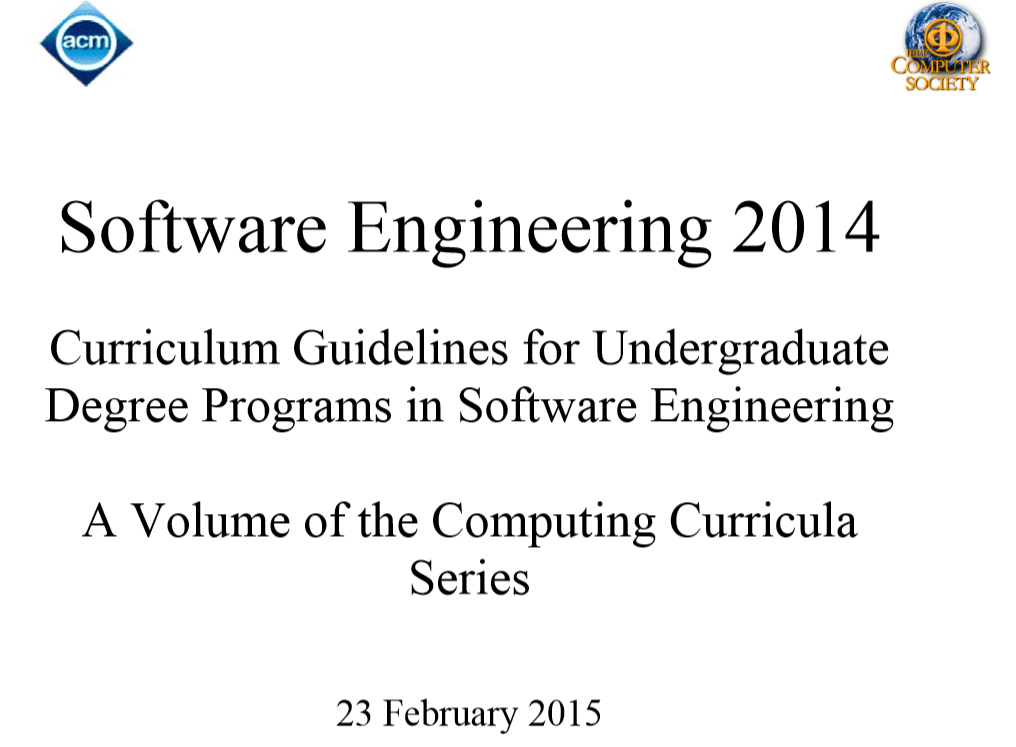 acm
IEEE
COMPUTER
SOCIETY
Software Engineering 2014
Curriculum Guidelines for Undergraduate
Degree Programs in Software Engineering
A Volume of the Computing Curricula
Series
23 February 2015